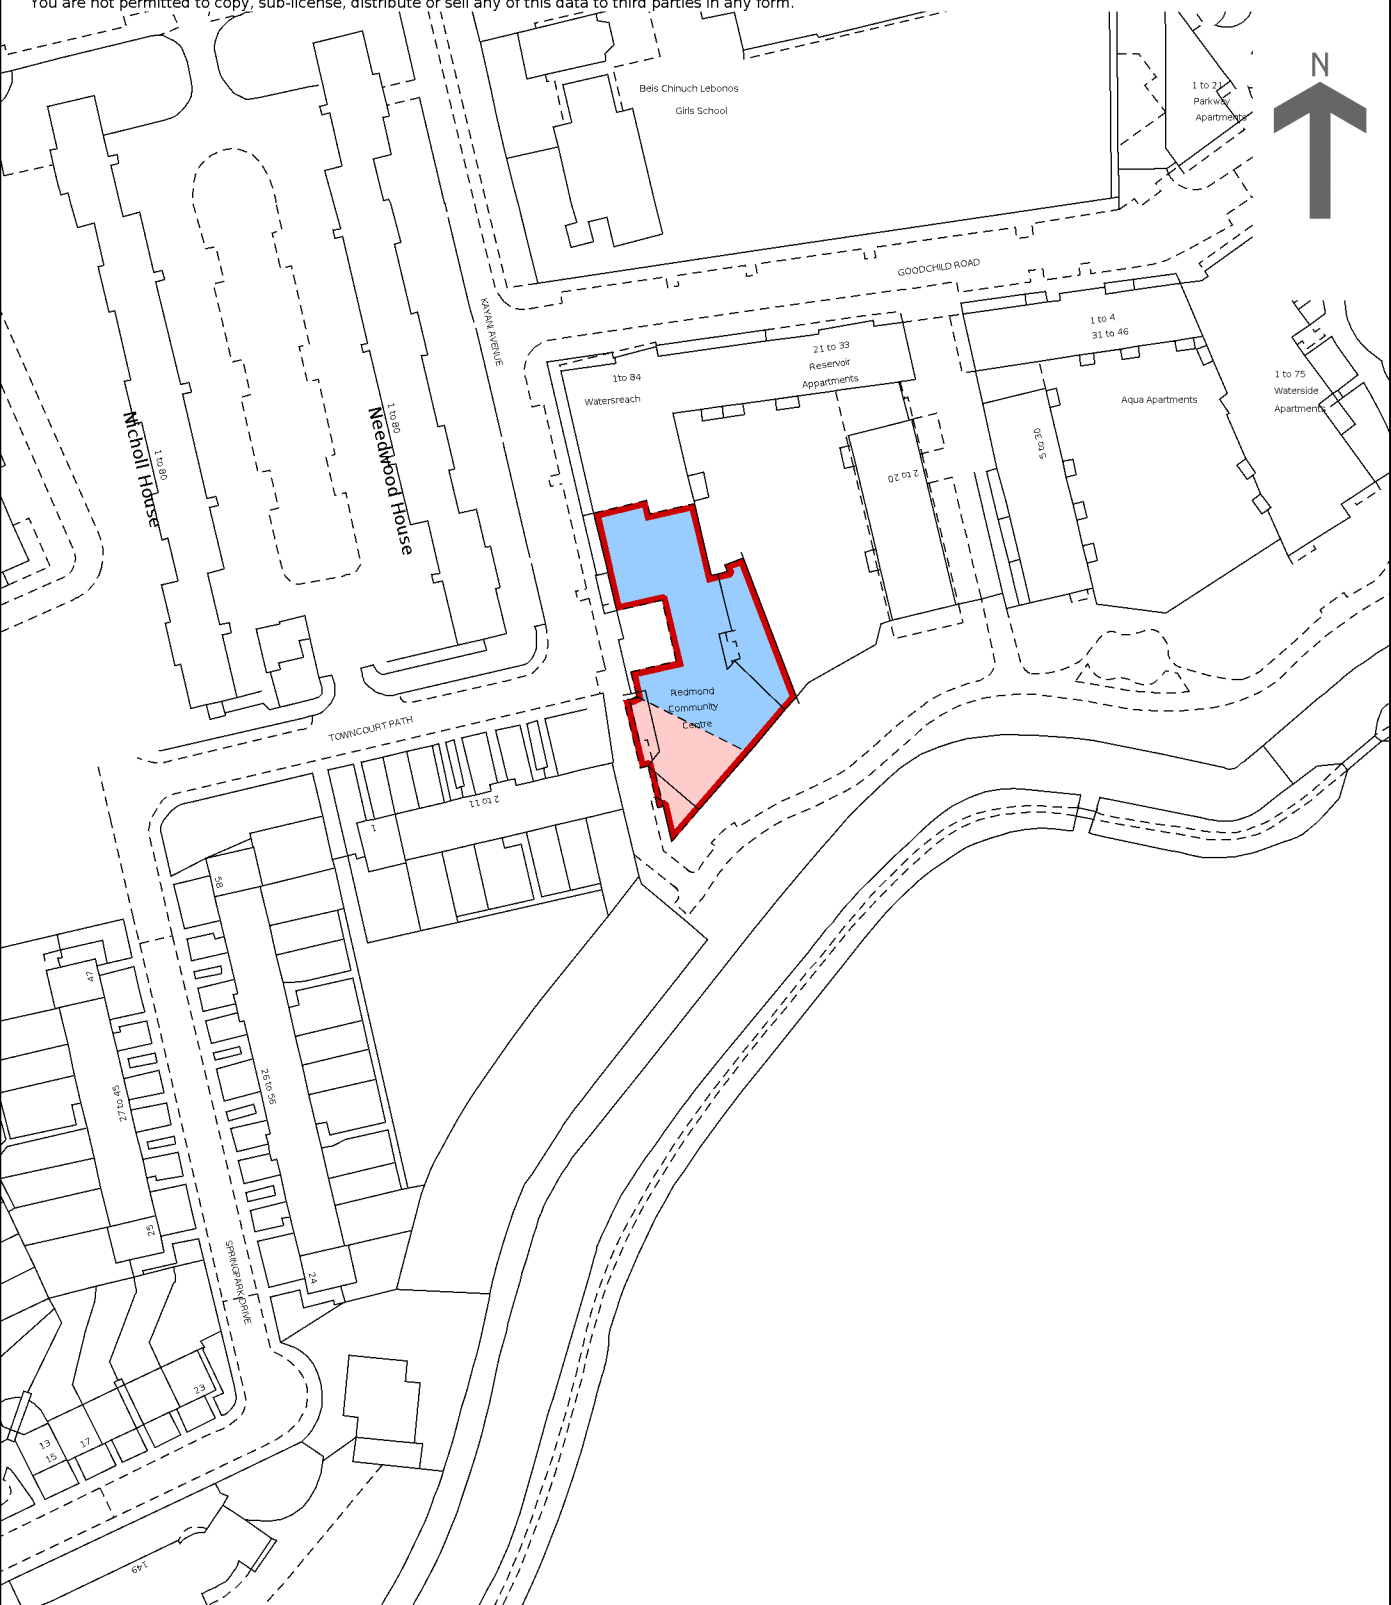 You are not permitted to copy, sub-license, distribute or sell any of this data to third parties in any form.
N
Beis Chinuch Lebonos
Girls School
1 to 21
Parkway
Apartments
GOODCHILD ROAD
KAYANI AVENUE
1 to 4
31 to 46
21 to 33
Reservoir
Appartments
1to 84
Watersreach
1 to 75
Waterside
Apartments
Aqua Apartments
Nicholl House
1 to 80
Needwood House
1 to 80
5 to 30
2 to 20
Redmond
Community
Centre
TOWNCOURT PATH
2 to 11
1
58
47
27 to 45
26 to 56
25
24
SPRINGPARK DRIVE
23
13
15
17
149